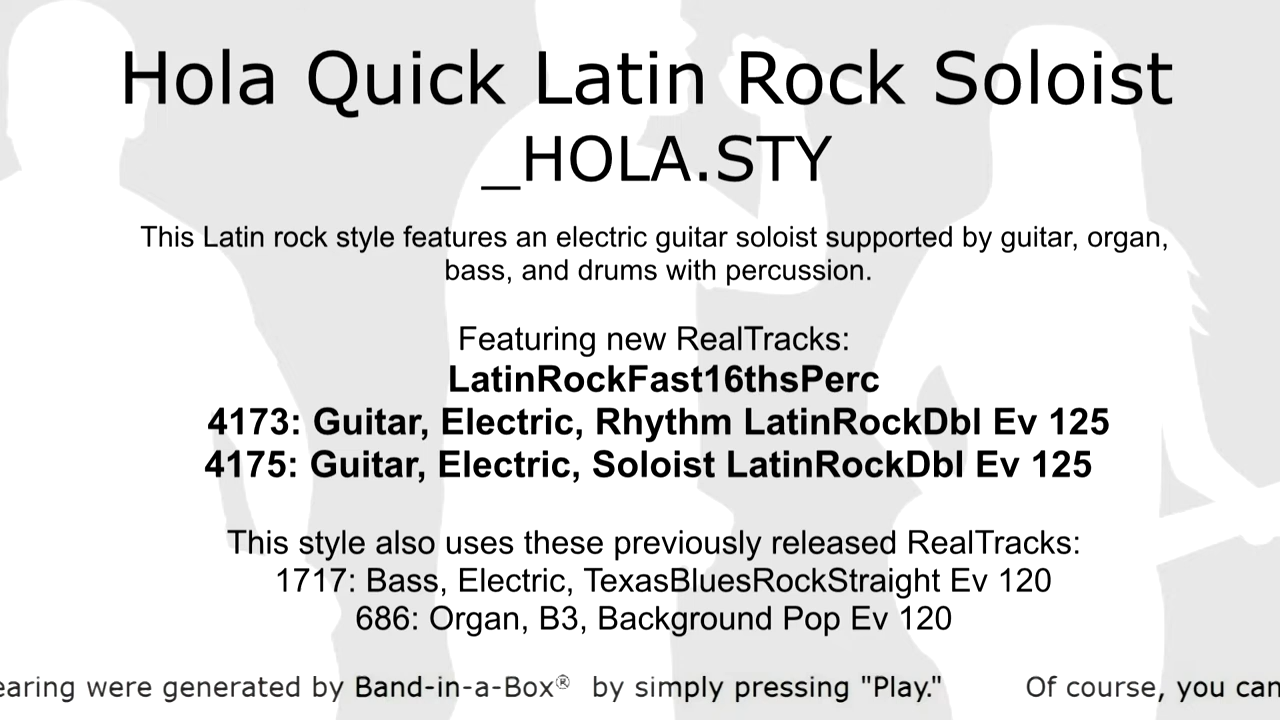 Hola Quick Latin Rock Soloist
_HOLA.STY
This Latin rock style features an electric guitar soloist supported by guitar, organ,
bass, and drums with percussion.
Featuring new RealTracks:
LatinRockFast16thsPerc
4173: Guitar, Electric, Rhythm LatinRockDbl Ev 125
4175: Guitar, Electric, Soloist LatinRockDbl Ev 125
This style also uses these previously released RealTracks:
1717: Bass, Electric, TexasBluesRockStraight Ev 120
686: Organ, B3, Background Pop Ev 120
earing were generated by Band-in-a-Box® by simply pressing "Play." Of course, you can